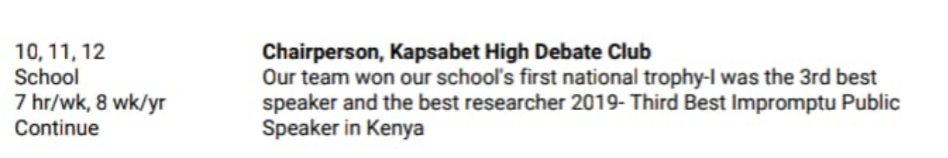 10, 11, 12
School
7 hr/wk, 8 wk/yr
Continue
Chairperson, Kapsabet High Debate Club
Our team won our school's first national trophy-I was the 3rd best
speaker and the best researcher 2019- Third Best Impromptu Public
Speaker in Kenya